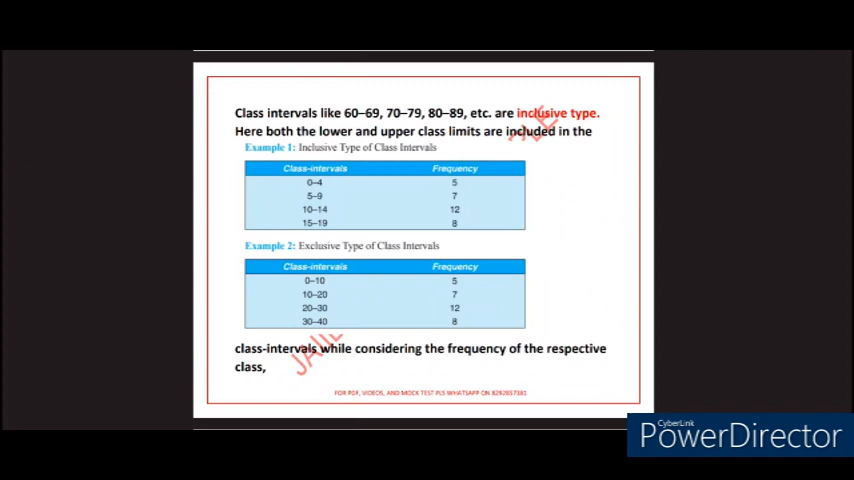 Class intervals like 60–69, 70–79, 80–89, etc. are inclusive type.
Here both the lower and upper class limits are included in the
Example 1: Inclusive Type of Class Intervals
Class-intervals Frequency
0–4 5
5–9 7
10–14 12
15–19 8
Example 2: Exclusive Type of Class Intervals
Class-intervals Frequency
0–10 5
10–20 7
20–30 12
30–40 8
class-intervals while considering the frequency of the respective
class,
FOR PDF, VIDEOS, AND MOCK TEST PLS WHATSAPP ON 8292857381
CyberLink
PowerDirector